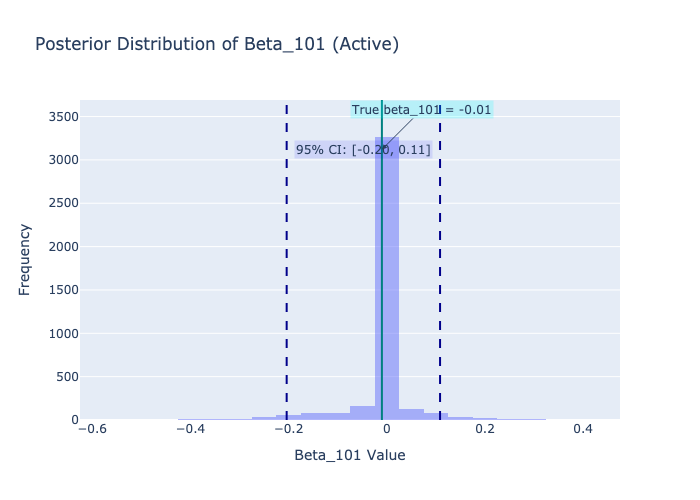 Posterior Distribution of Beta_101 (Active)
True beta_101 = -0.01
95% CI: [-0.20, 0.11]
3500
3000
2500
2000
1500
1000
500
0
Frequency
−0.6
−0.4
−0.2
0
0.2
0.4
Beta_101 Value